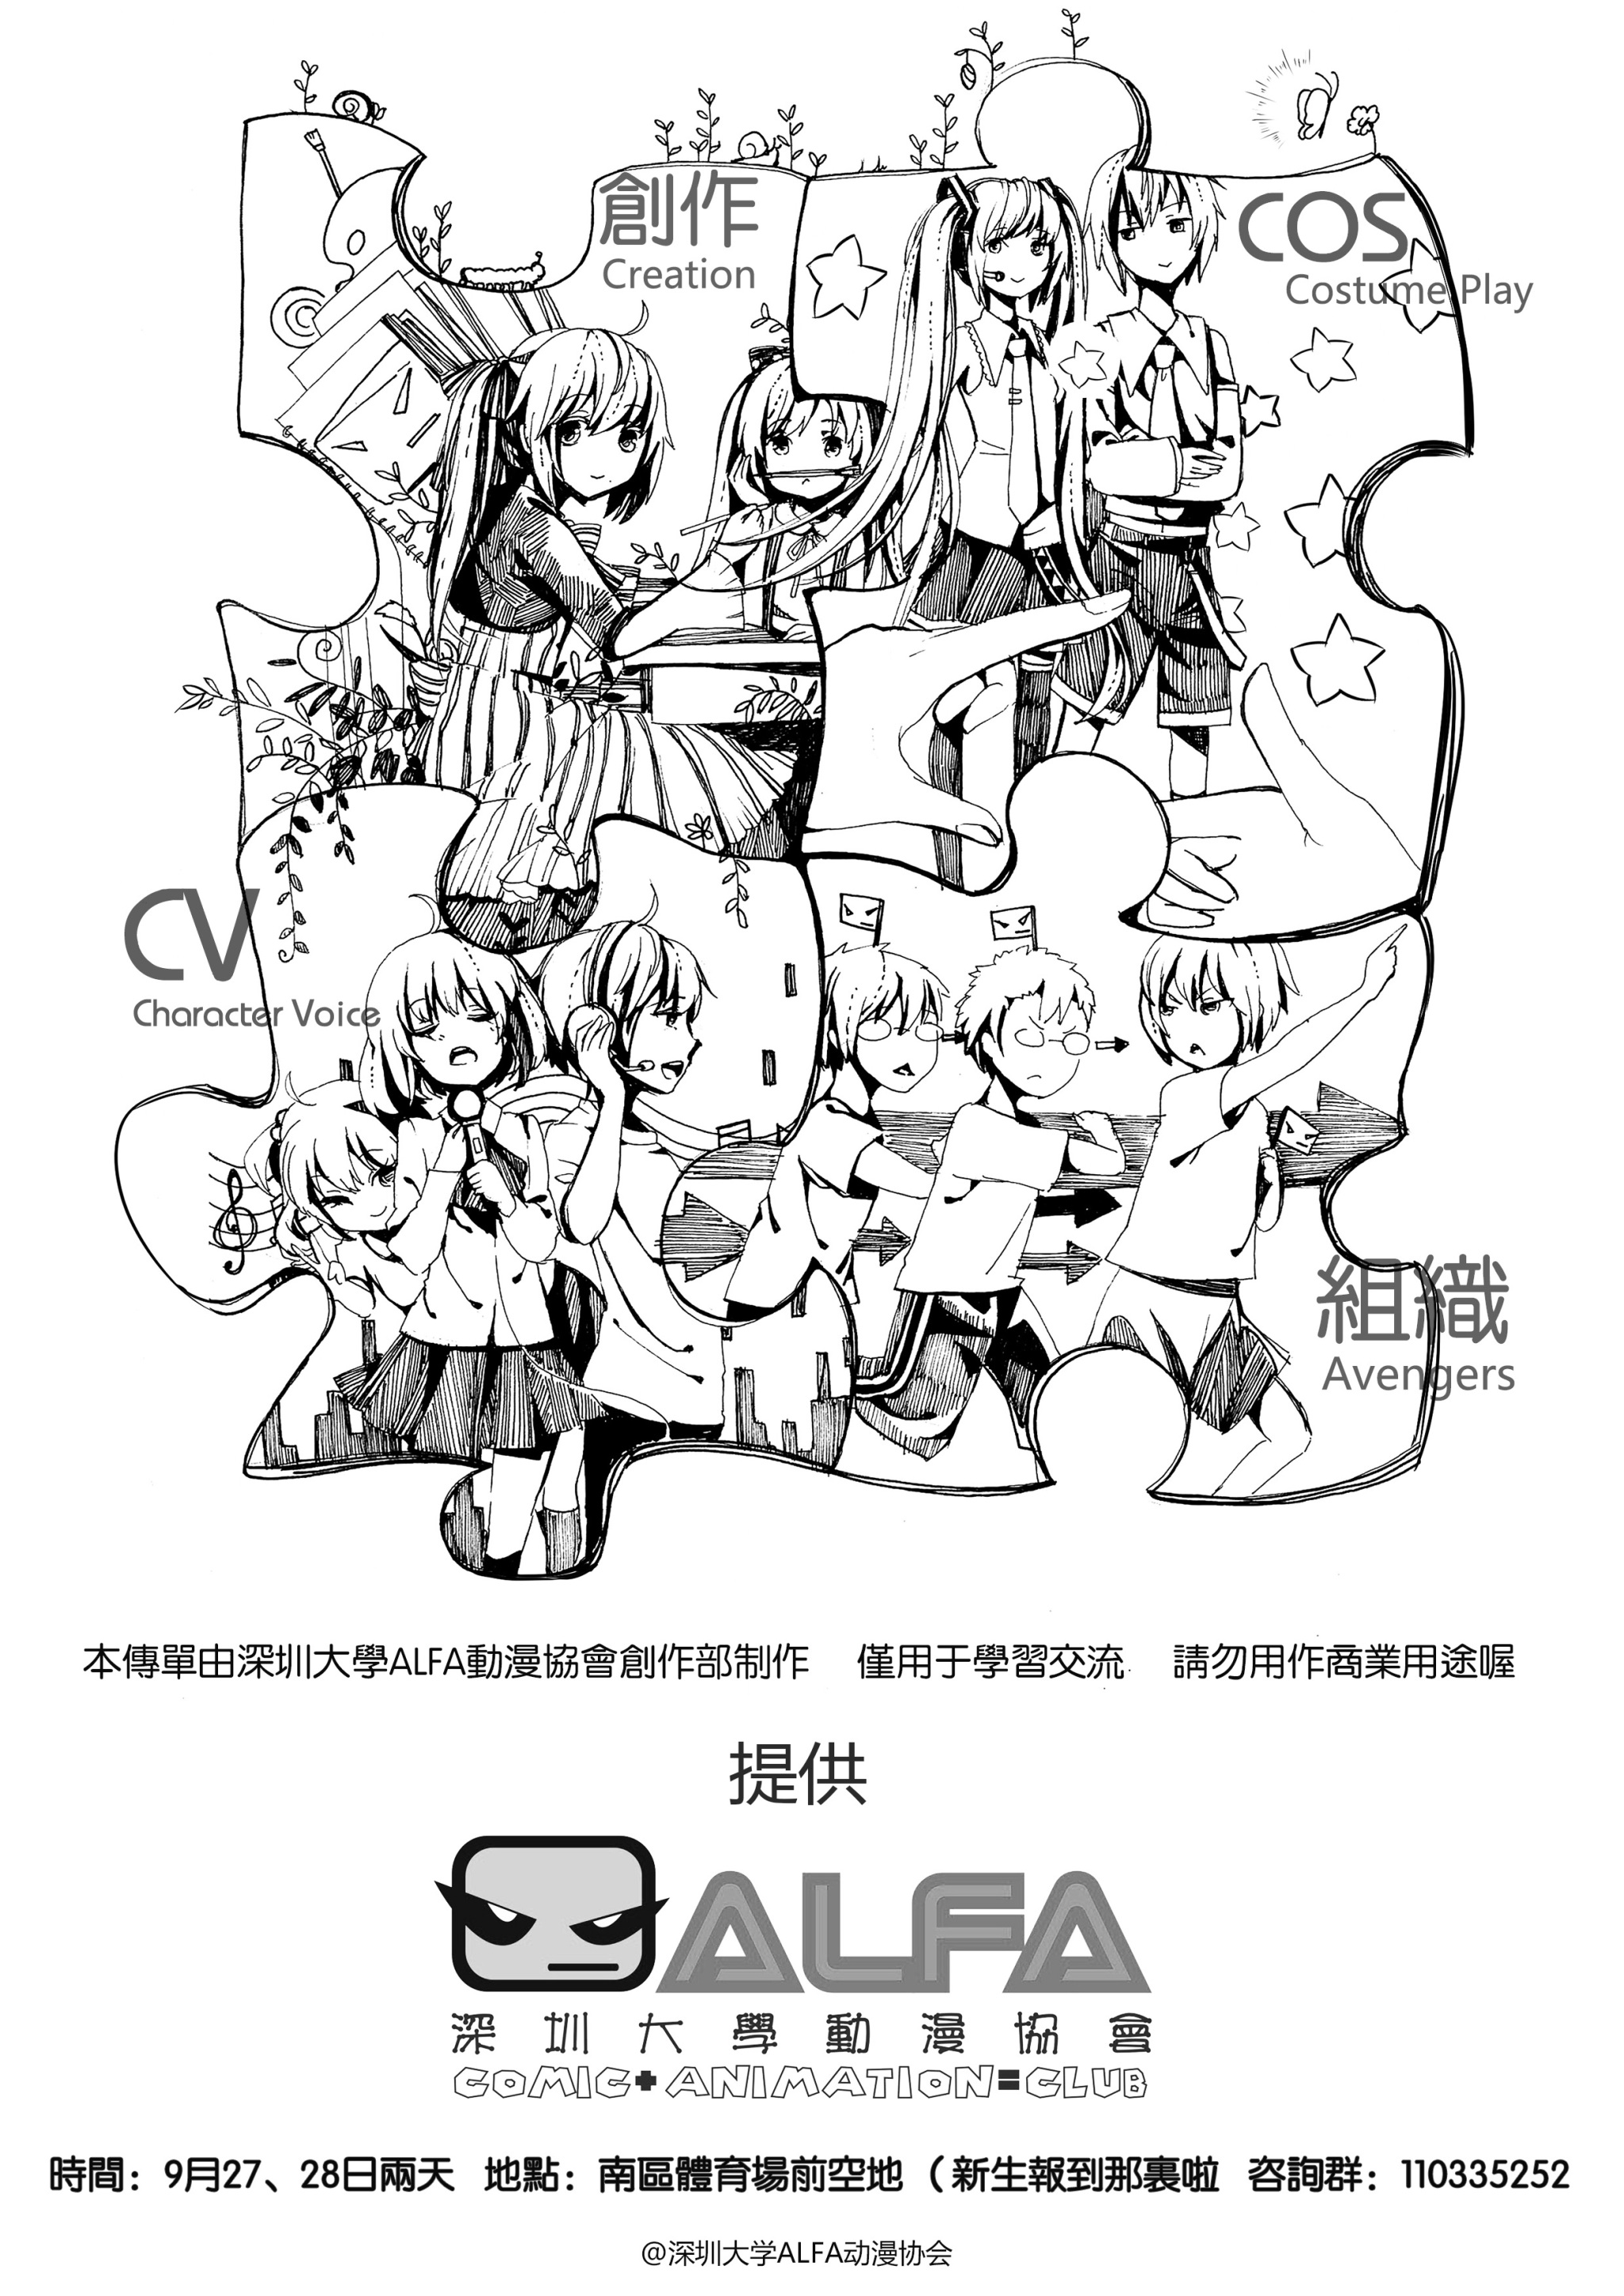 創作
Creation
COS
Costume Play
CV
Character Voice
組織
Avengers
本傳單由深圳大學ALFA動漫協會創作部制作 僅用于學習交流 請勿用作商業用途喔
提供
ALFA
深圳大學動漫協會
COMIC+ANIMATION=CLUB
時間：9月27、28日兩天 地點：南區體育場前空地（新生報到那裏啦 咨詢群：110335252
@深圳大学ALFA动漫协会